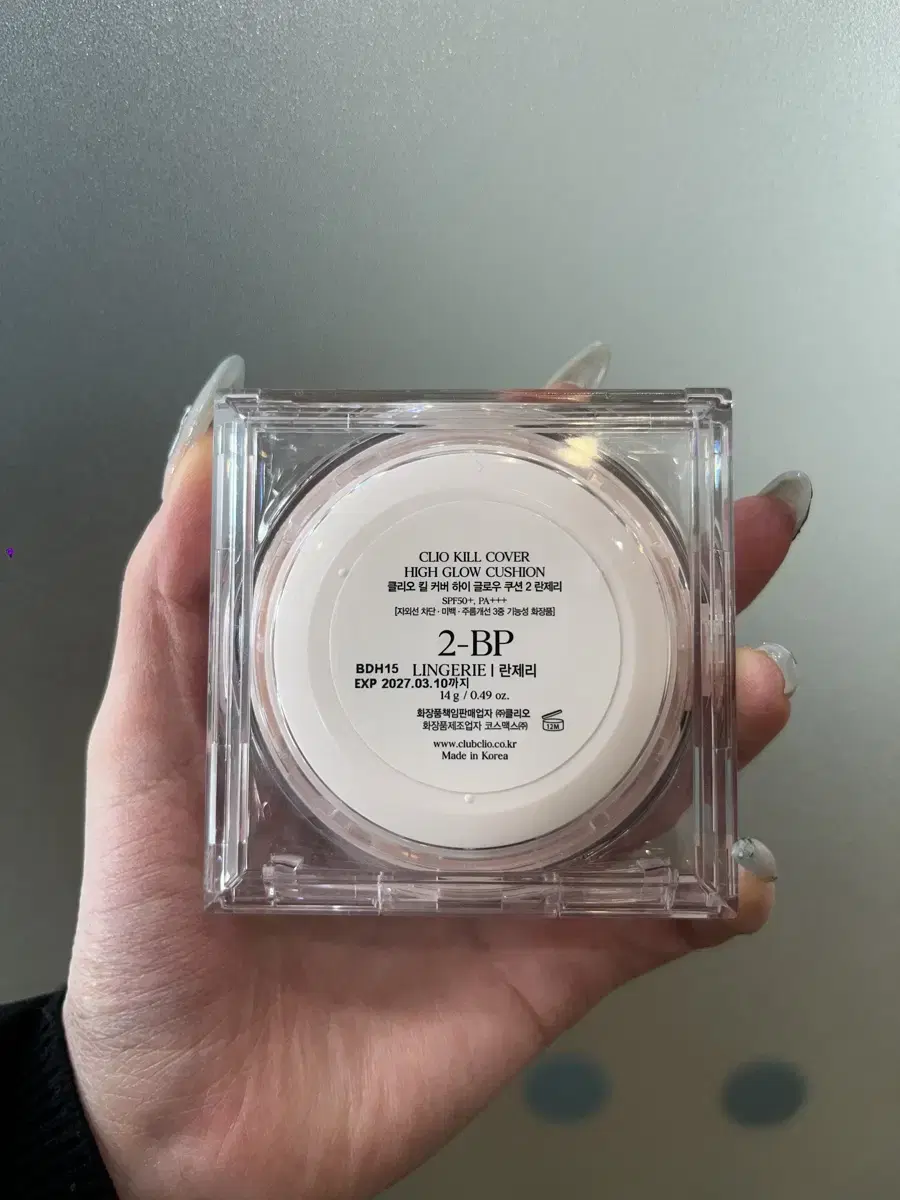 CLIO KILL COVER
HIGH GLOW CUSHION
클리오 킬 커버 하이 글로우 쿠션 2 란제리
SPF50+, PA+++
[자외선 차단 · 미백 · 주름개선 3중 기능성 화장품]
2-BP
BDH15 LINGERIE | 란제리
EXP 2027.03.10까지
14 g / 0.49 oz.
화장품책임판매업자 ㈜클리오
화장품제조업자 코스맥스㈜ 12M
www.clubclio.co.kr
Made in Korea